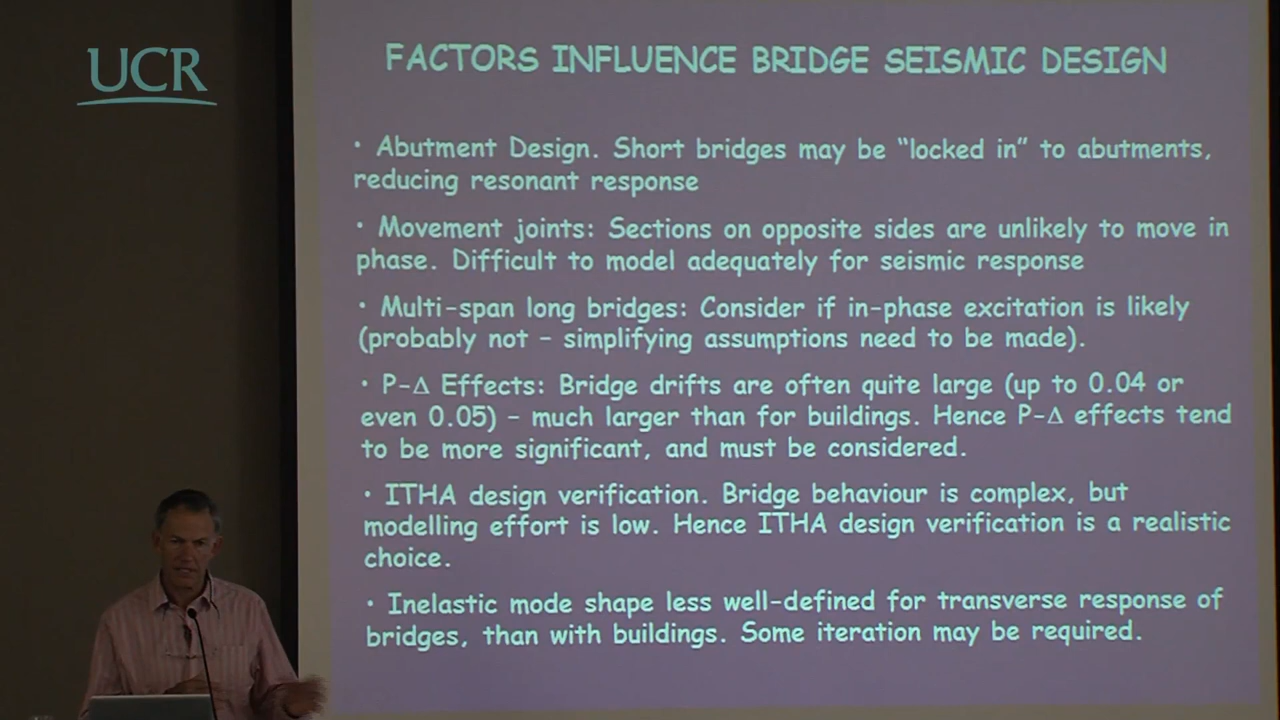 UCR
FACTORS INFLUENCE BRIDGE SEISMIC DESIGN
• Abutment Design. Short bridges may be “locked in” to abutments,
reducing resonant response
• Movement joints: Sections on opposite sides are unlikely to move in
phase. Difficult to model adequately for seismic response
• Multi-span long bridges: Consider if in-phase excitation is likely
(probably not – simplifying assumptions need to be made).
• P-Δ Effects: Bridge drifts are often quite large (up to 0.04 or
even 0.05) – much larger than for buildings. Hence P-Δ effects tend
to be more significant, and must be considered.
• ITHA design verification. Bridge behaviour is complex, but
modelling effort is low. Hence ITHA design verification is a realistic
choice.
• Inelastic mode shape less well-defined for transverse response of
bridges, than with buildings. Some iteration may be required.